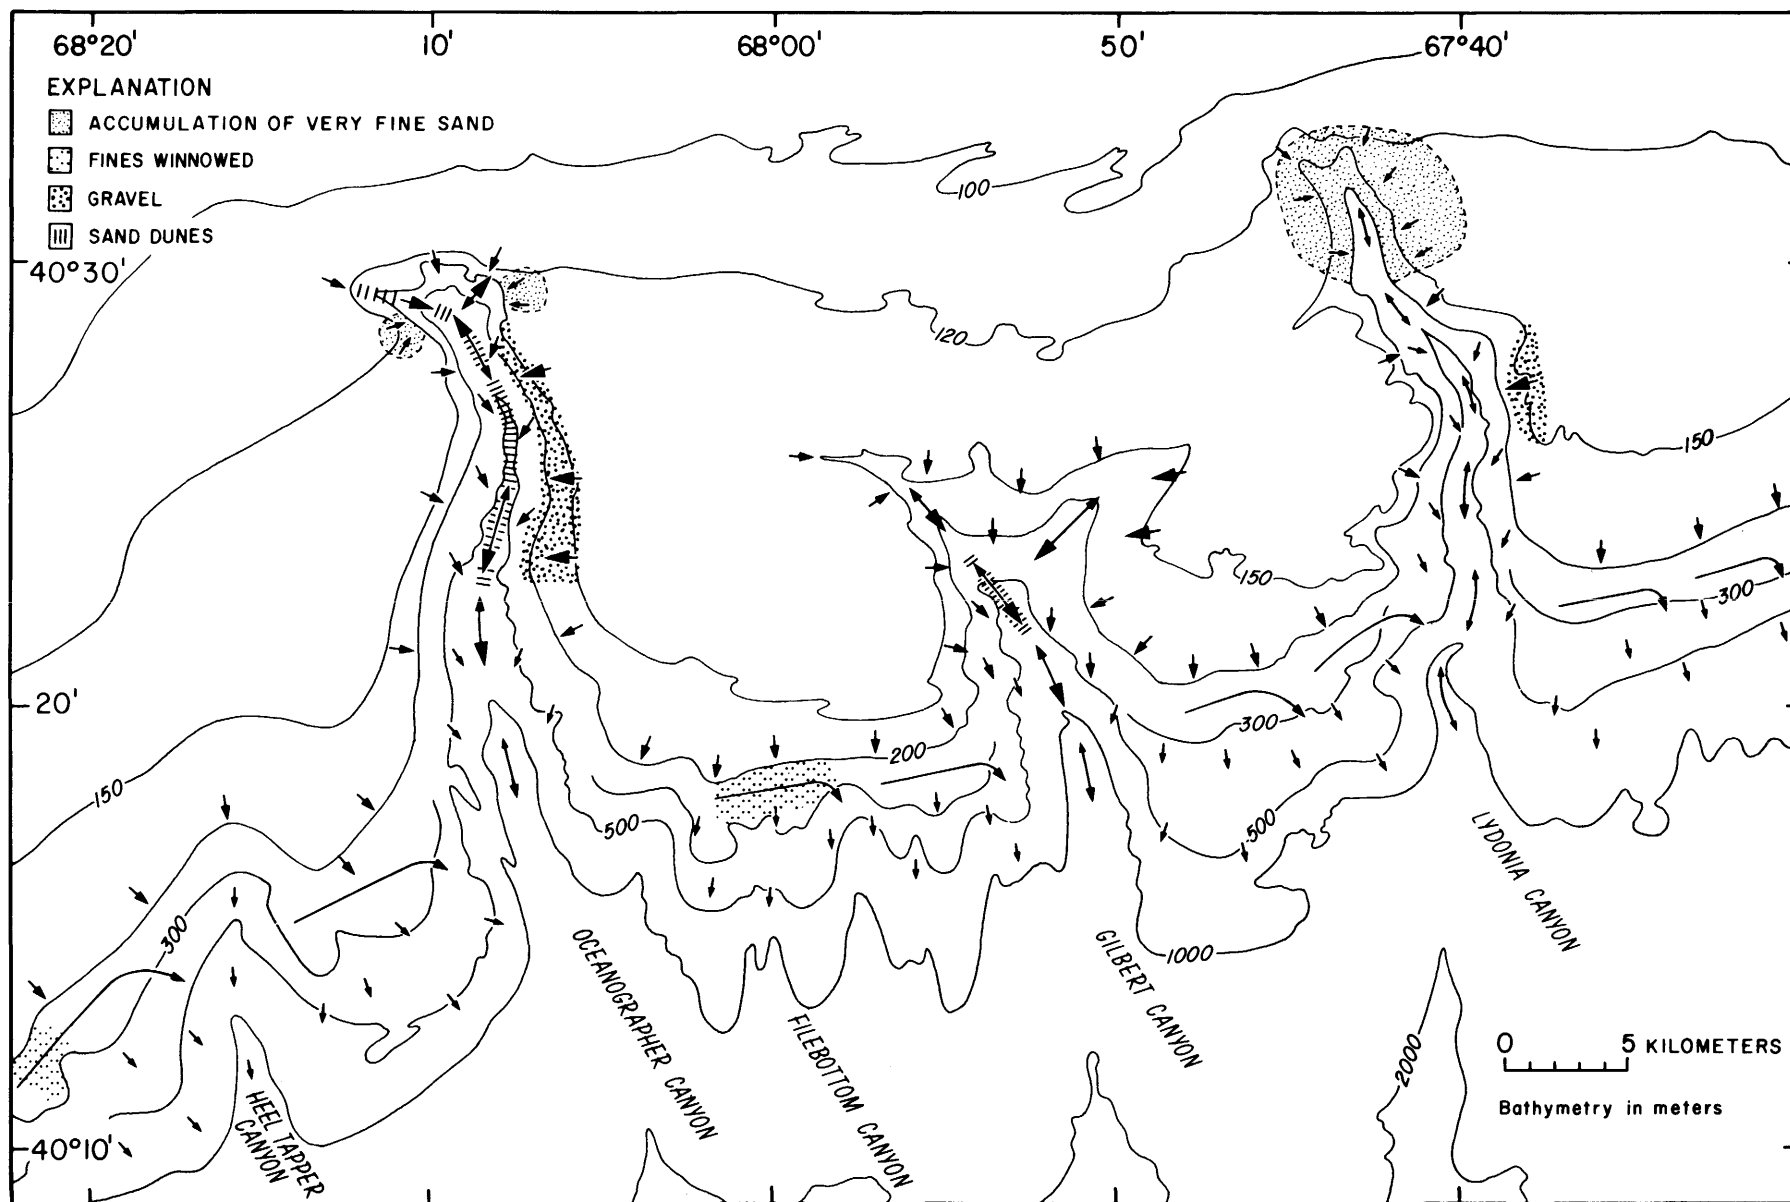 68°20' 10' 68°00' 50' 67°40'
EXPLANATION
ACCUMULATION OF VERY FINE SAND
FINES WINNOWED
GRAVEL
SAND DUNES
100
40°30'
120
150
150
300
20'
200
300
150
500
500
LYDONIA CANYON
300
OCEANOGRAPHER CANYON
GILBERT CANYON
1000
FILEBOTTOM CANYON
2000
0 5 KILOMETERS
Bathymetry in meters
HEEL TAPPER
CANYON
40°10'